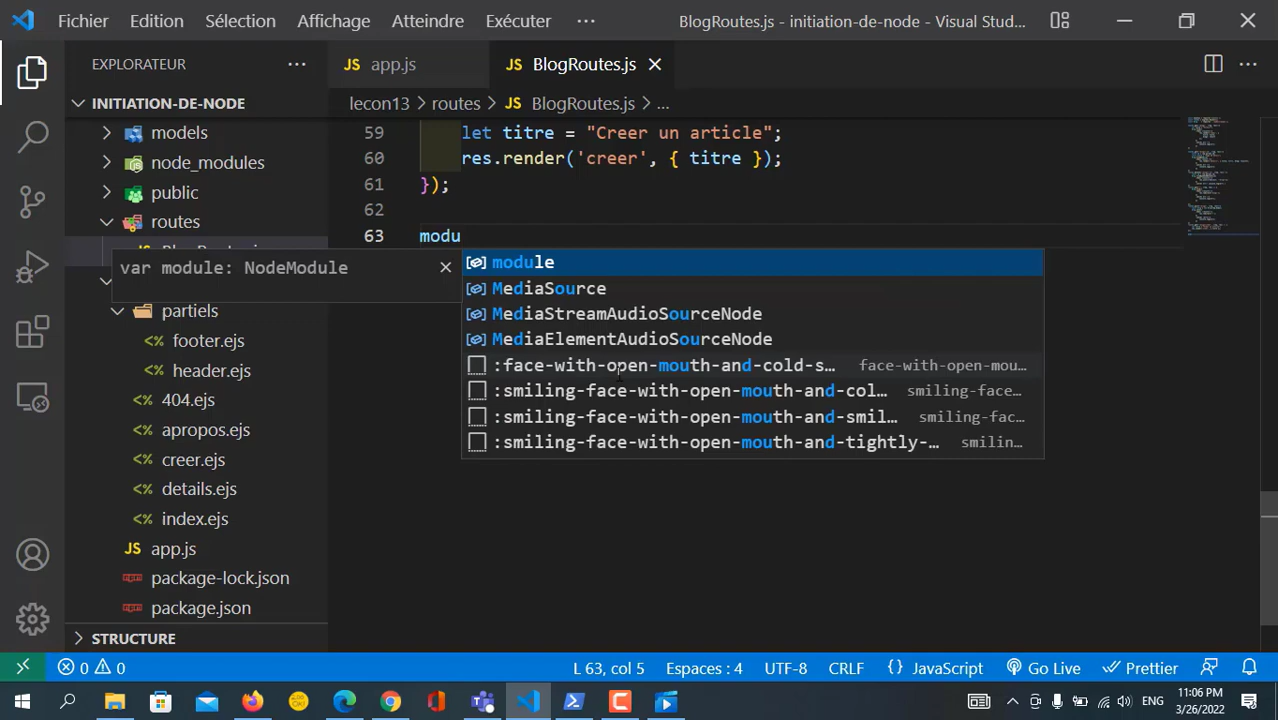 Fichier Edition Sélection Affichage Atteindre Exécuter ··· BlogRoutes.js - initiation-de-node - Visual Stud...
EXPLORATEUR ···
JS app.js JS BlogRoutes.js
INITIATION-DE-NODE
lecon13 > routes > JS BlogRoutes.js > ...
models
node_modules
public
routes
59 let titre = "Creer un article";
60 res.render('creer', { titre });
61 });
62
63 modu
var module: NodeModule
module
MediaSource
MediaStreamAudioSourceNode
MediaElementAudioSourceNode
:face-with-open-mouth-and-cold-s... face-with-open-mou...
:smiling-face-with-open-mouth-and-col... smiling-face...
:smiling-face-with-open-mouth-and-smil... smiling-fac...
:smiling-face-with-open-mouth-and-tightly-... smilin...
partiels
<%> footer.ejs
<%> header.ejs
<%> 404.ejs
<%> apropos.ejs
<%> creer.ejs
<%> details.ejs
<%> index.ejs
JS app.js
package-lock.json
package.json
STRUCTURE
0 0 L 63, col 5 Espaces : 4 UTF-8 CRLF {} JavaScript Go Live Prettier
ENG 11:06 PM
3/26/2022